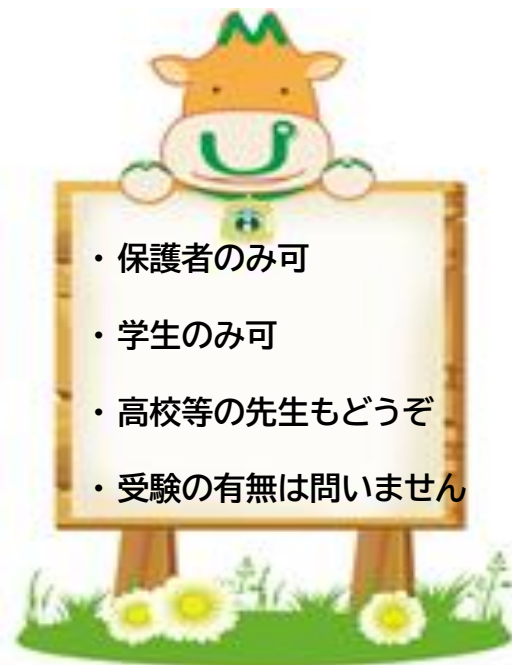 ・保護者のみ可
・学生のみ可
・高校等の先生もどうぞ
・受験の有無は問いません